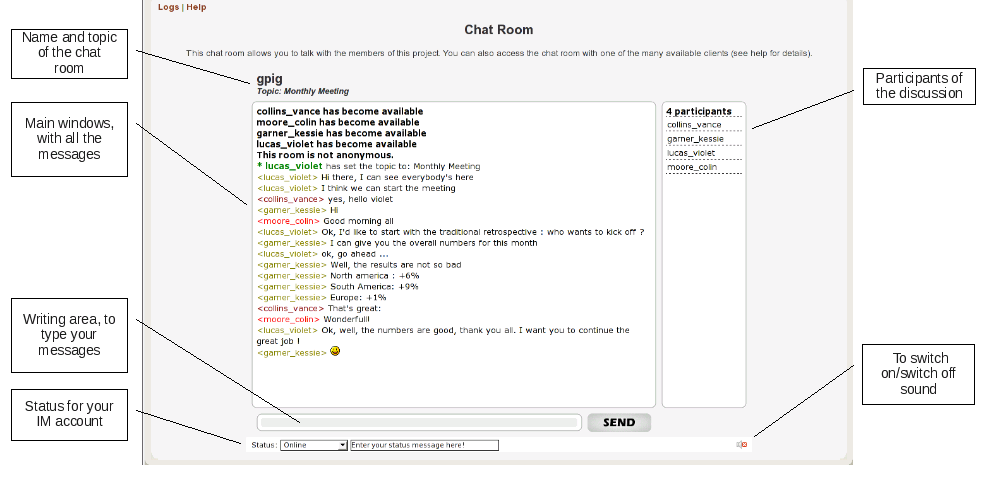 Logs | Help
Chat Room
This chat room allows you to talk with the members of this project. You can also access the chat room with one of the many available clients (see help for details).
Name and topic
of the chat
room
gpig
Topic: Monthly Meeting
Participants of
the discussion
Main windows,
with all the
messages
collins_vance has become available
moore_colin has become available
garner_kessie has become available
lucas_violet has become available
This room is not anonymous.
* lucas_violet has set the topic to: Monthly Meeting
<lucas_violet> Hi there, I can see everybody's here
<lucas_violet> I think we can start the meeting
<collins_vance> yes, hello violet
<garner_kessie> Hi
<moore_colin> Good morning all
<lucas_violet> Ok, I'd like to start with the traditional retrospective : who wants to kick off ?
<garner_kessie> I can give you the overall numbers for this month
<lucas_violet> ok, go ahead ...
<garner_kessie> Well, the results are not so bad
<garner_kessie> North america : +6%
<garner_kessie> South America: +9%
<garner_kessie> Europe: +1%
<collins_vance> That's great:
<moore_colin> Wonderfull!
<lucas_violet> Ok, well, the numbers are good, thank you all. I want you to continue the
great job !
<garner_kessie>
4 participants
collins_vance
garner_kessie
lucas_violet
moore_colin
Writing area, to
type your
messages
To switch
on/switch off
sound
Status for your
IM account
SEND
Status: Online Enter your status message here!